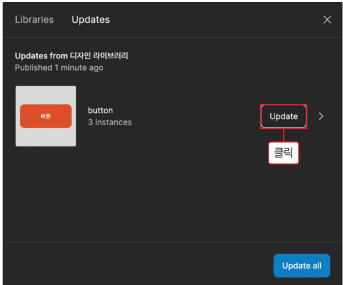 Libraries Updates
Updates from 디자인 라이브러리
Published 1 minute ago
버튼
button
3 instances
Update
클릭
Update all